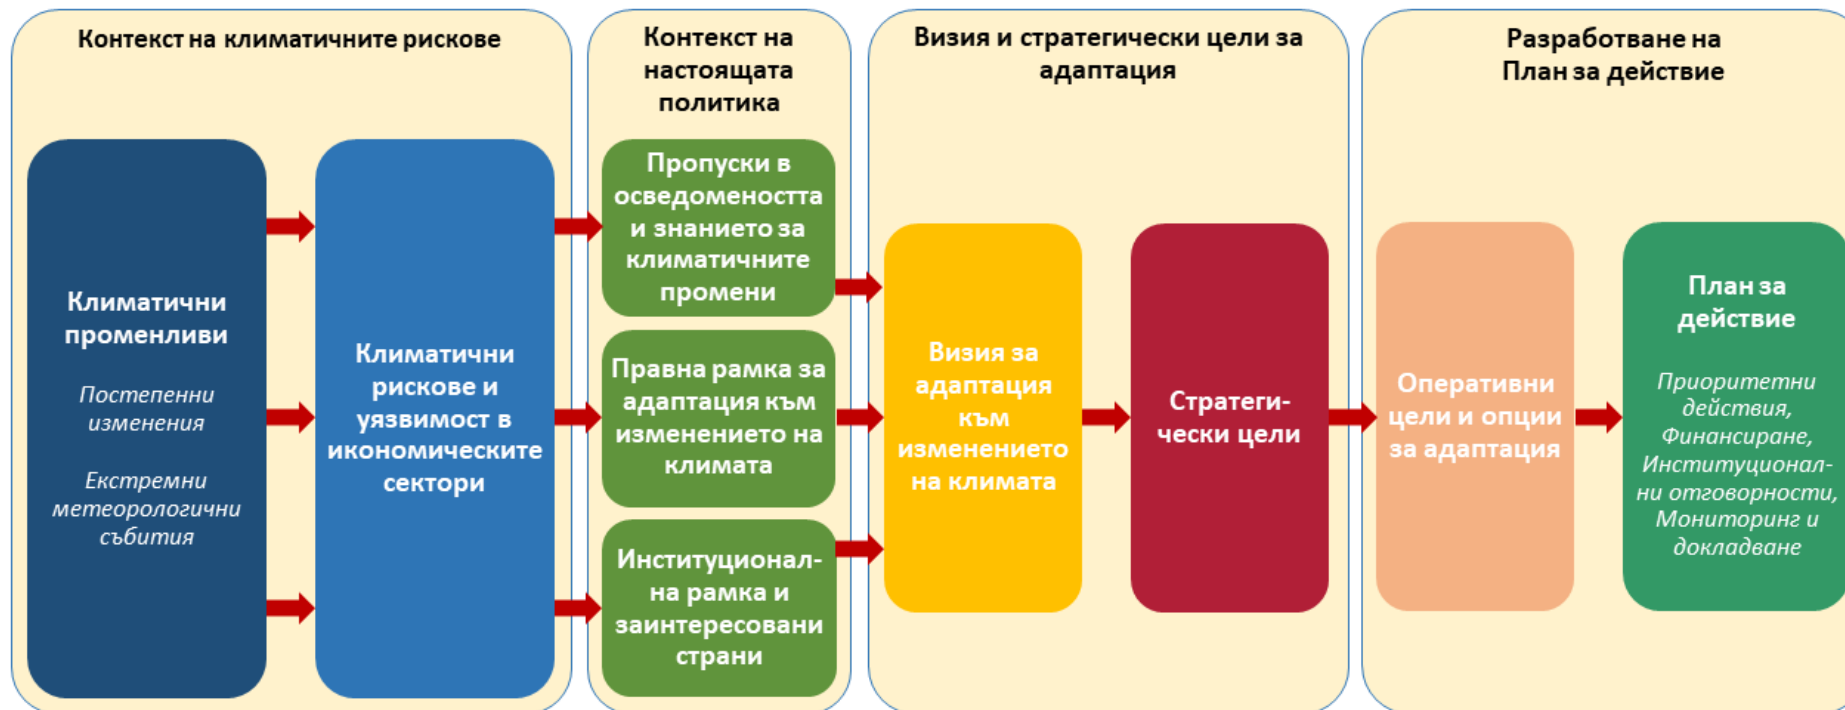 Контекст на климатичните рискове
Климатични
променливи
Постепенни
изменения
Екстремни
метеорологични
събития
Климатични
рискове и
уязвимост в
икономическите
сектори
Контекст на
настоящата
политика
Пропуски в
осведомеността
и знанието за
климатичните
промени
Правна рамка за
адаптация към
изменението на
климата
Институционал-
на рамка и
заинтересовани
страни
Визия и стратегически цели за
адаптация
Визия за
адаптация
към
изменението
на климата
Стратеги-
чески цели
Разработване на
План за действие
Оперативни
цели и опции
за адаптация
План за
действие
Приоритетни
действия,
Финансиране,
Институционал-
ни отговорности,
Мониторинг и
докладване